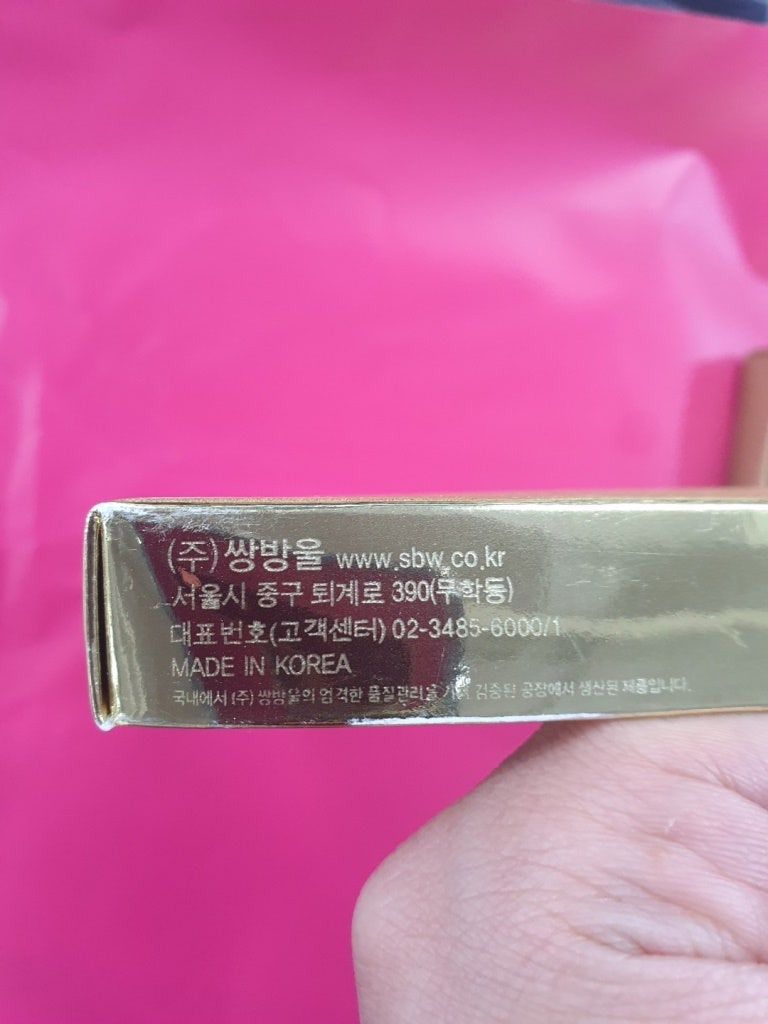 (주)쌍방울 www.sbw.co.kr
서울시 중구 퇴계로 390(무학동)
대표번호(고객센터) 02-3485-6000/1
MADE IN KOREA
국내에서 (주) 쌍방울의 엄격한 품질관리를 검증된 공장에서 생산된 제품입니다.